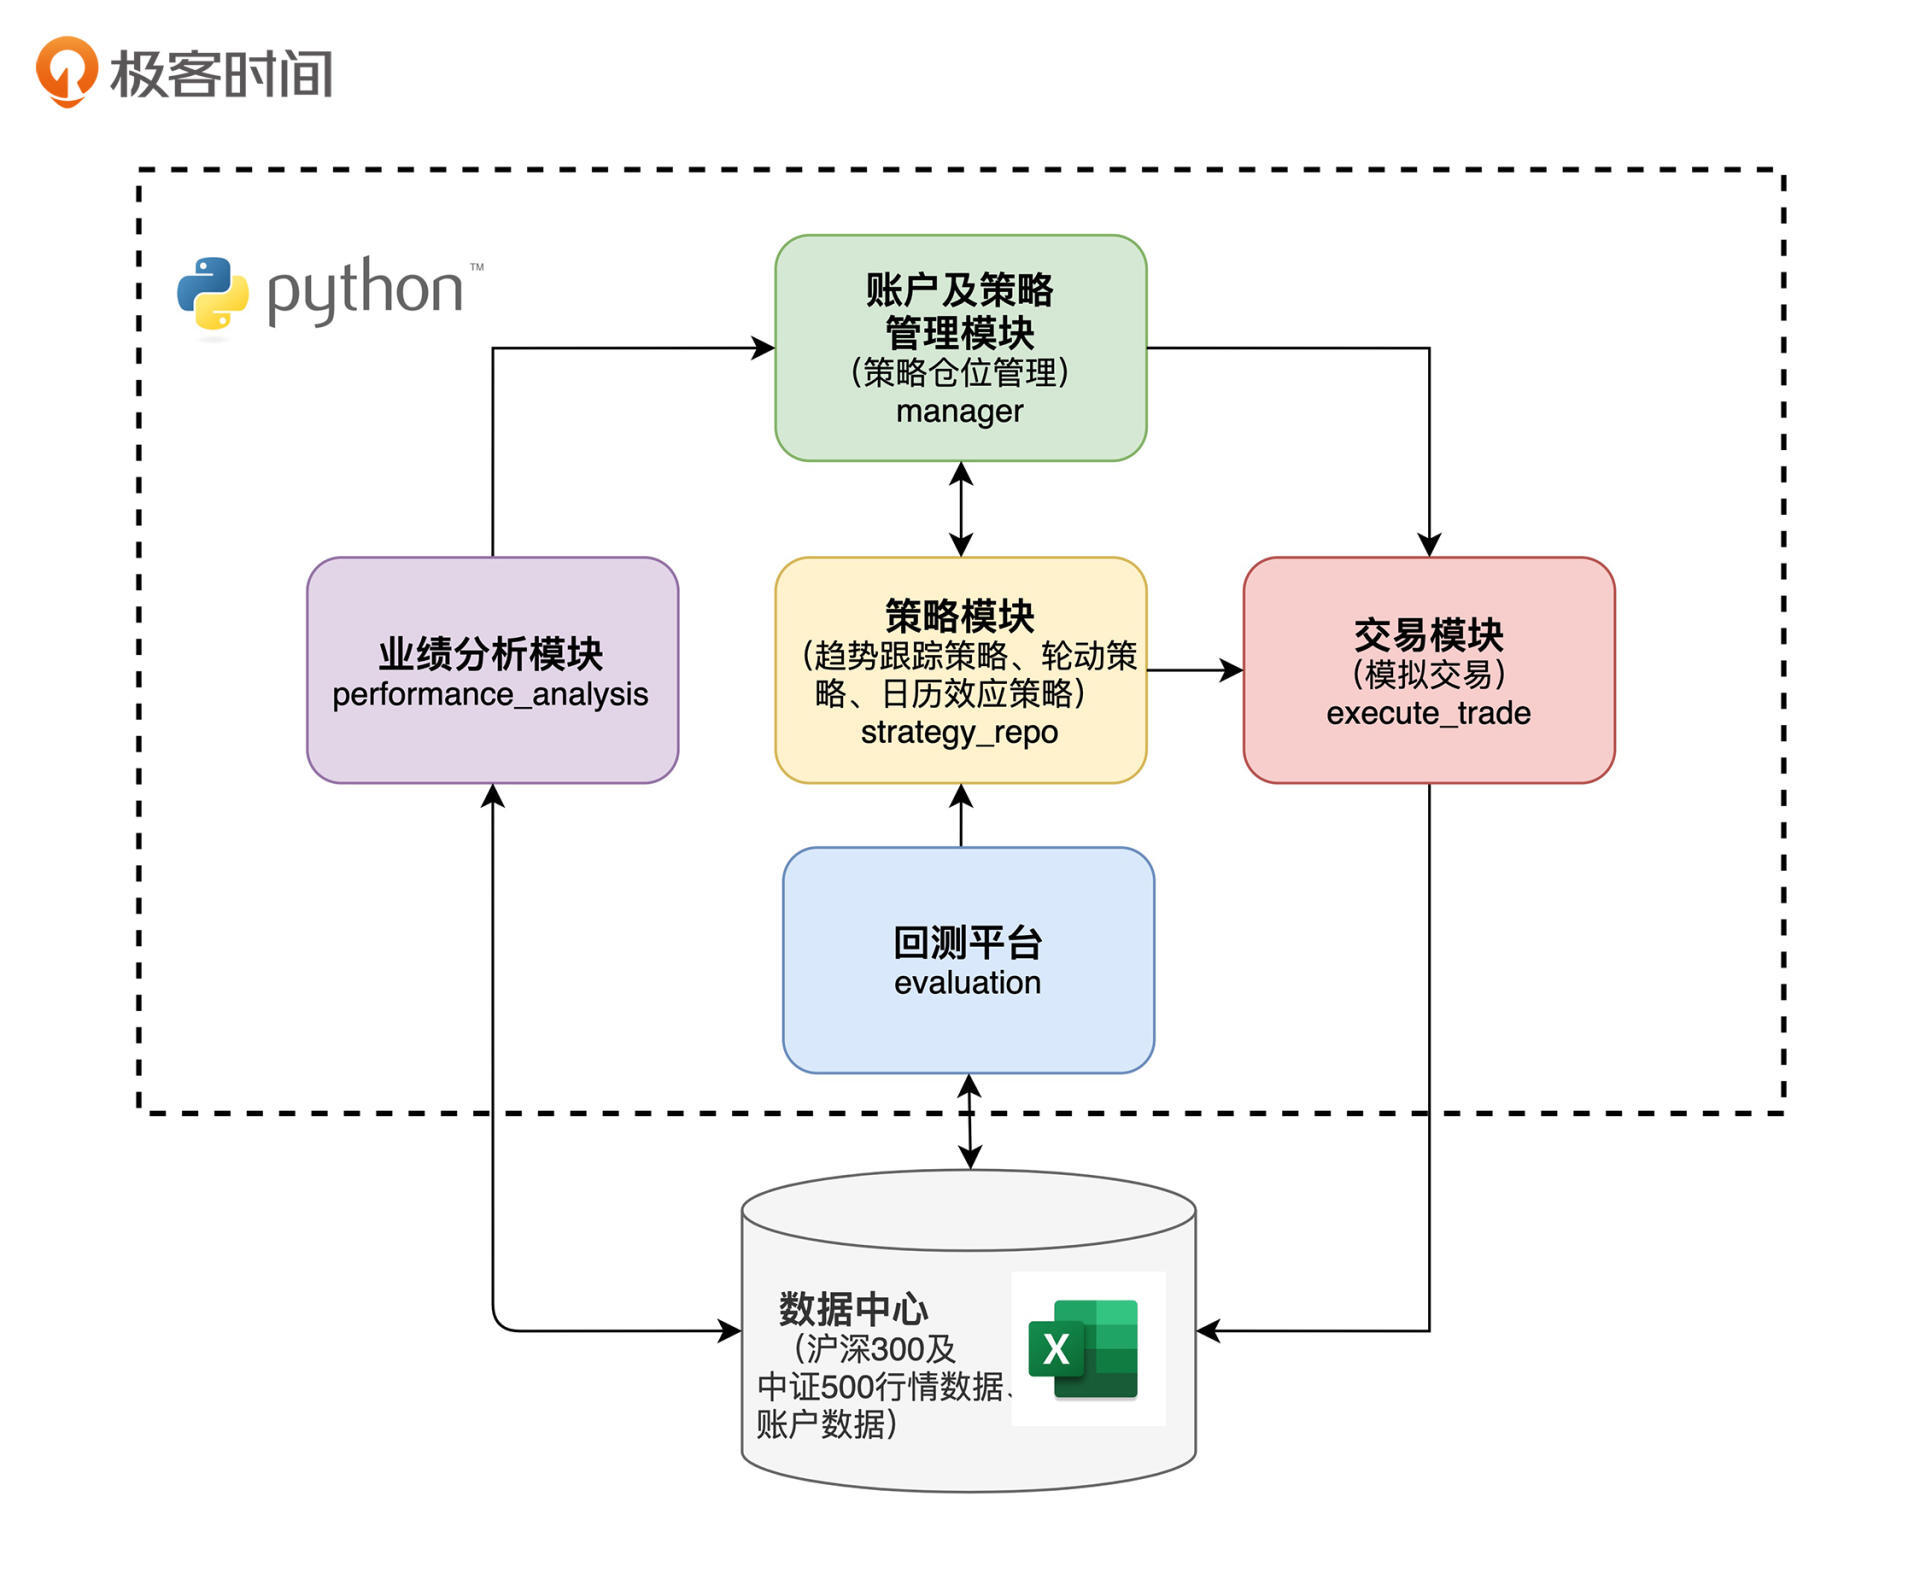 极客时间
python™
账户及策略
管理模块
（策略仓位管理）
manager
业绩分析模块
performance_analysis
策略模块
（趋势跟踪策略、轮动策
略、日历效应策略）
strategy_repo
交易模块
（模拟交易）
execute_trade
回测平台
evaluation
数据中心
（沪深300及
中证500行情数据、
账户数据）
X